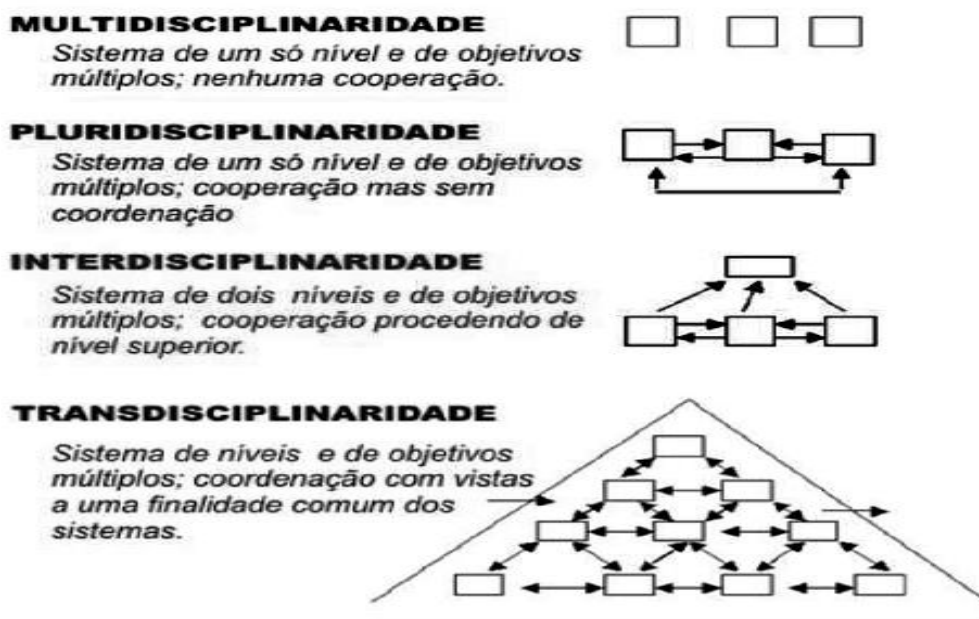 MULTIDISCIPLINARIDADE
Sistema de um só nível e de objetivos
múltiplos; nenhuma cooperação.
PLURIDISCIPLINARIDADE
Sistema de um só nível e de objetivos
múltiplos; cooperação mas sem
coordenação
INTERDISCIPLINARIDADE
Sistema de dois níveis e de objetivos
múltiplos; cooperação procedendo de
nível superior.
TRANSDISCIPLINARIDADE
Sistema de níveis e de objetivos
múltiplos; coordenação com vistas
a uma finalidade comum dos
sistemas.